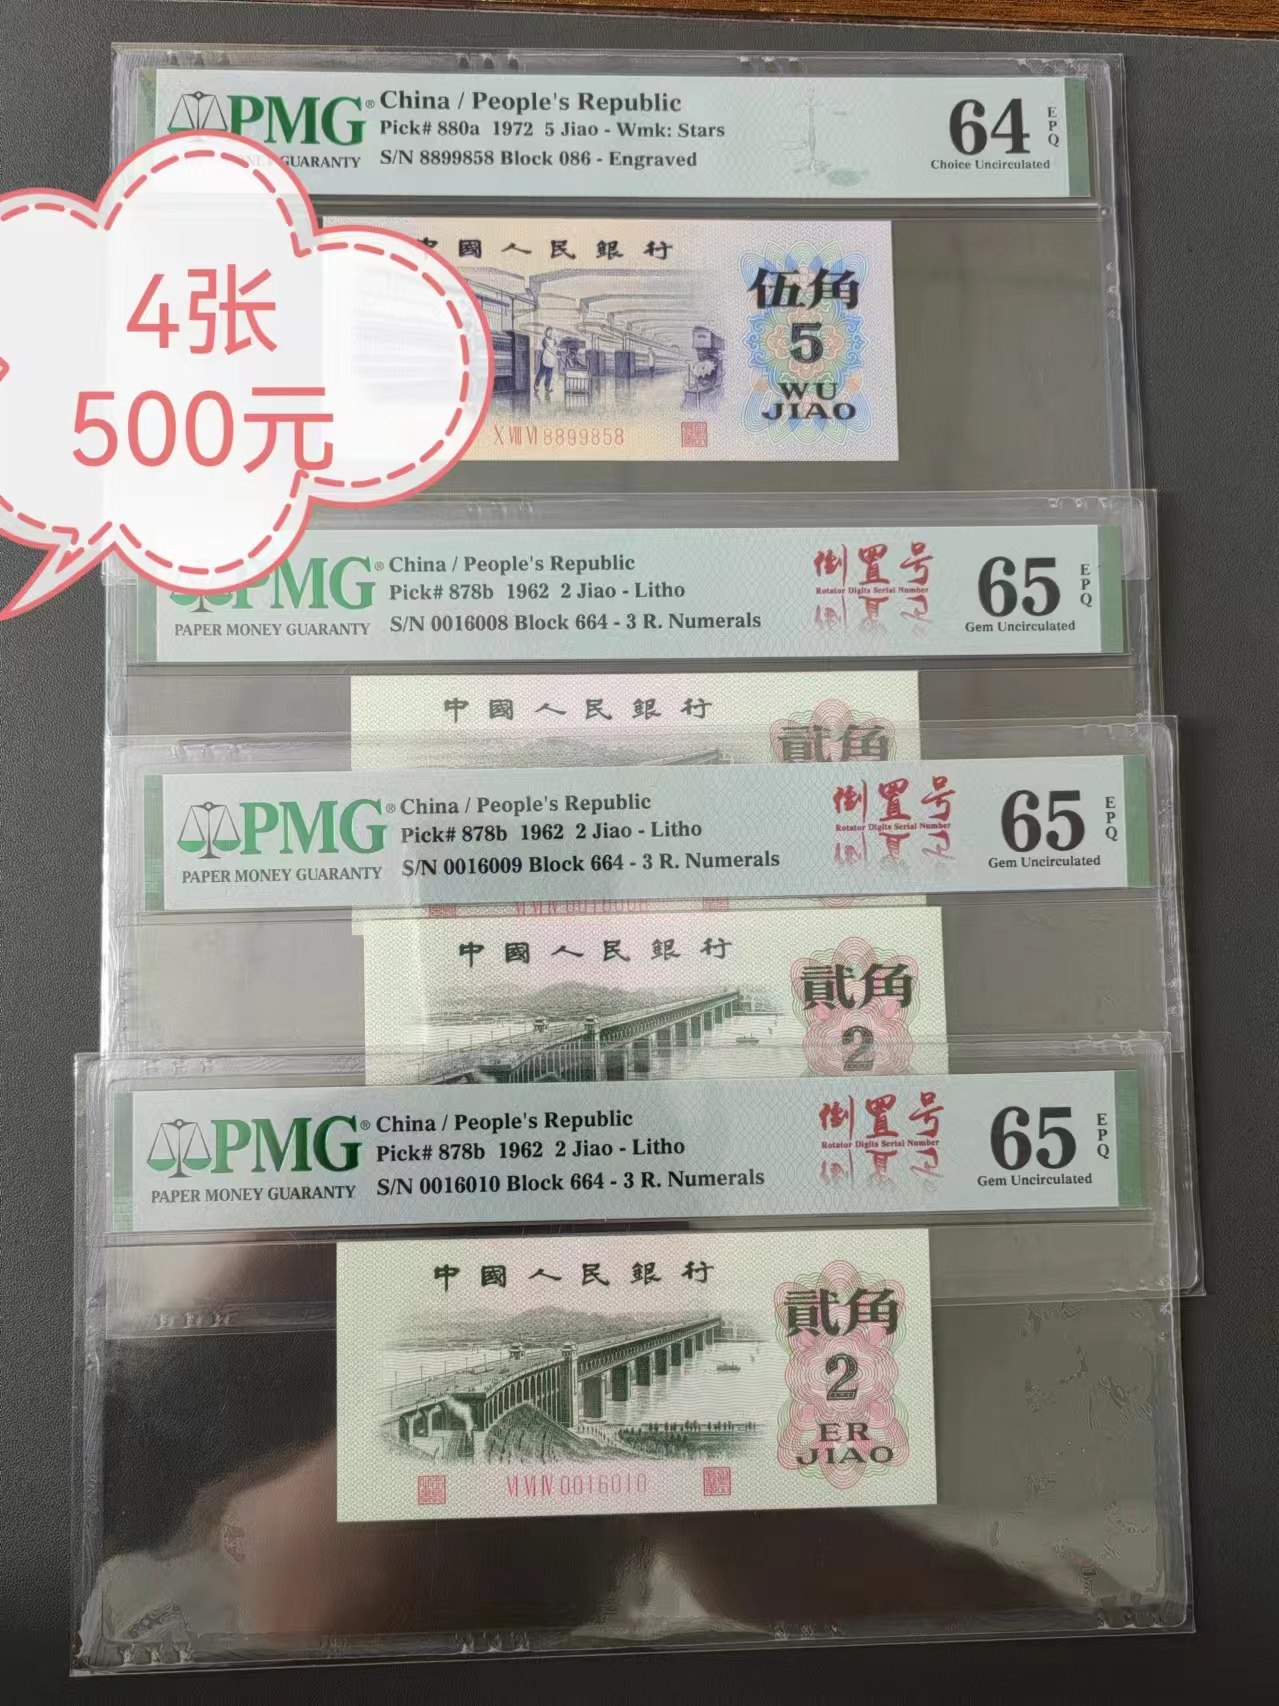 PMG® China / People's Republic
Pick# 880a 1972 5 Jiao - Wmk: Stars
GUARANTY S/N 8899858 Block 086 - Engraved
64 EPQ
Choice Uncirculated
4张
500元
國人民銀行
伍角
5
WU
JIAO
X VIII VI 8899858
PMG® China / People's Republic
Pick# 878b 1962 2 Jiao - Litho
PAPER MONEY GUARANTY S/N 0016008 Block 664 - 3 R. Numerals
倒置号
Rotator Digits Serial Number
65 EPQ
Gem Uncirculated
中國人民銀行
貳角
PMG® China / People's Republic
Pick# 878b 1962 2 Jiao - Litho
PAPER MONEY GUARANTY S/N 0016009 Block 664 - 3 R. Numerals
倒置号
Rotator Digits Serial Number
65 EPQ
Gem Uncirculated
VI VI IV 0016008
中國人民銀行
貳角
2
PMG® China / People's Republic
Pick# 878b 1962 2 Jiao - Litho
PAPER MONEY GUARANTY S/N 0016010 Block 664 - 3 R. Numerals
倒置号
Rotator Digits Serial Number
65 EPQ
Gem Uncirculated
中國人民銀行
貳角
2
ER
JIAO
VI VI IV 0016010